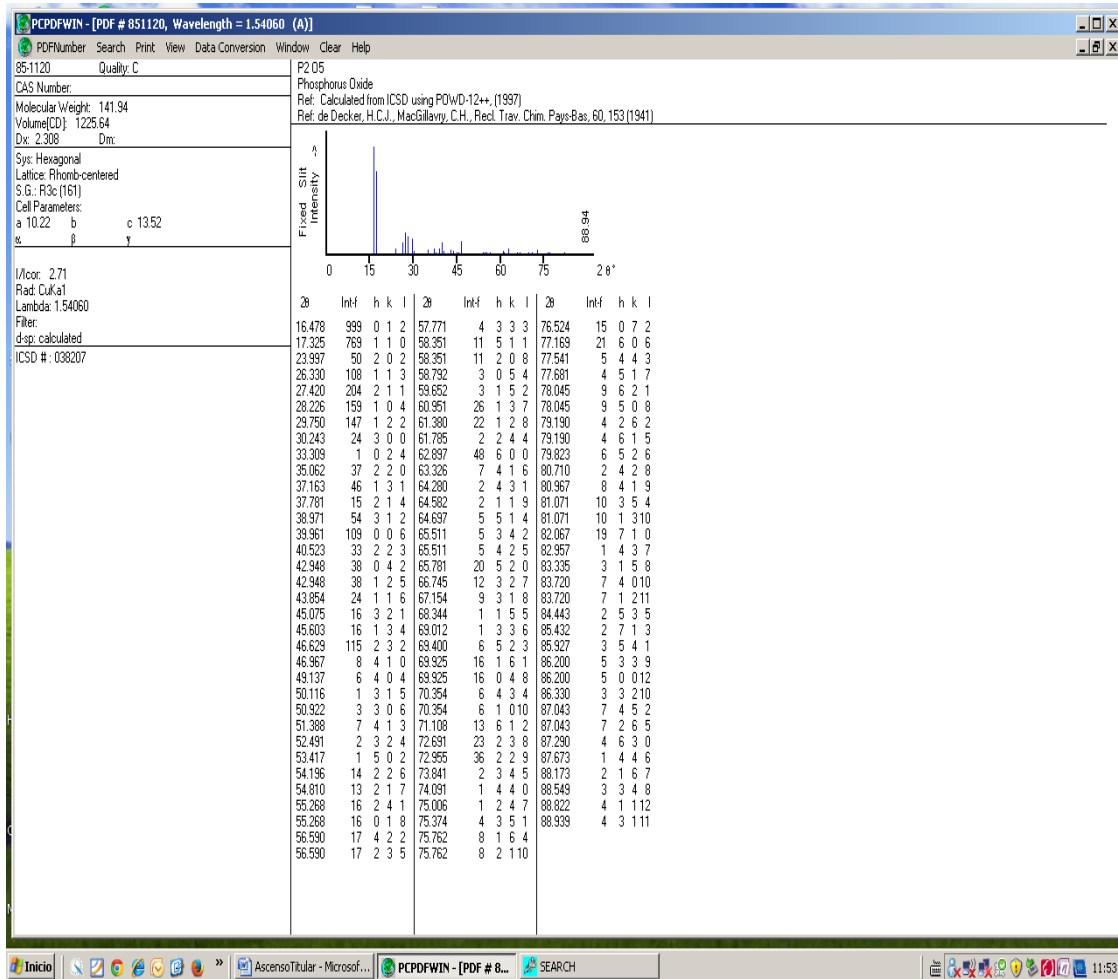 PCPDFWIN - [PDF # 851120, Wavelength = 1.54060 (A)]
PDFNumber Search Print View Data Conversion Window Clear Help
85-1120 Quality: C
CAS Number:
Molecular Weight: 141.94
Volume[CD]: 1225.64
Dx: 2.308 Dm:
Sys: Hexagonal
Lattice: Rhomb-centered
S.G.: R3c (161)
Cell Parameters:
a 10.22 b c 13.52
α β γ
I/Icor: 2.71
Rad: CuKa1
Lambda: 1.54060
Filter:
d-sp: calculated
ICSD # : 038207
P2 O5
Phosphorus Oxide
Ref: Calculated from ICSD using POWD-12++, (1997)
Ref: de Decker, H.C.J., MacGillavry, C.H., Recl. Trav. Chim. Pays-Bas, 60, 153 (1941)
Fixed Slit
Intensity ->
88.94
0 15 30 45 60 75 2 θ°
2θ Int-f h k l 2θ Int-f h k l 2θ Int-f h k l
16.478 999 0 1 2 57.771 4 3 3 3 76.524 15 0 7 2
17.325 769 1 1 0 58.351 11 5 1 1 77.169 21 6 0 6
23.997 50 2 0 2 58.351 11 2 0 8 77.541 5 4 4 3
26.330 108 1 1 3 58.792 3 0 5 4 77.681 4 5 1 7
27.420 204 2 1 1 59.652 3 1 5 2 78.045 9 6 2 1
28.226 159 1 0 4 60.951 26 1 3 7 78.045 9 5 0 8
29.750 147 1 2 2 61.380 22 1 2 8 79.190 4 2 6 2
30.243 24 3 0 0 61.785 2 2 4 4 79.190 4 6 1 5
33.309 1 0 2 4 62.897 48 6 0 0 79.823 6 5 2 6
35.062 37 2 2 0 63.326 7 4 1 6 80.710 2 4 2 8
37.163 46 1 3 1 64.280 2 4 3 1 80.967 8 4 1 9
37.781 15 2 1 4 64.582 2 1 1 9 81.071 10 3 5 4
38.971 54 3 1 2 64.697 5 5 1 4 81.071 10 1 3 10
39.961 109 0 0 6 65.511 5 3 4 2 82.067 19 7 1 0
40.523 33 2 2 3 65.511 5 4 2 5 82.957 1 4 3 7
42.948 38 0 4 2 65.781 20 5 2 0 83.335 3 1 5 8
42.948 38 1 2 5 66.745 12 3 2 7 83.720 7 4 0 10
43.854 24 1 1 6 67.154 9 3 1 8 83.720 7 1 2 11
45.075 16 3 2 1 68.344 1 1 5 5 84.443 2 5 3 5
45.603 16 1 3 4 69.012 1 3 3 6 85.432 2 7 1 3
46.629 115 2 3 2 69.400 6 5 2 3 85.927 3 5 4 1
46.967 8 4 1 0 69.925 16 1 6 1 86.200 5 3 3 9
49.137 6 4 0 4 69.925 16 0 4 8 86.200 5 0 0 12
50.116 1 3 1 5 70.354 6 4 3 4 86.330 3 3 2 10
50.922 3 3 0 6 70.354 6 1 0 10 87.043 7 4 5 2
51.388 7 4 1 3 71.108 13 6 1 2 87.043 7 2 6 5
52.491 2 3 2 4 72.691 23 2 3 8 87.290 4 6 3 0
53.417 1 5 0 2 72.955 36 2 2 9 87.673 1 4 4 6
54.196 14 2 2 6 73.841 2 3 4 5 88.173 2 1 6 7
54.810 13 2 1 7 74.091 1 4 4 0 88.549 3 3 4 8
55.268 16 2 4 1 75.006 1 2 4 7 88.822 4 1 1 12
55.268 16 0 1 8 75.374 4 3 5 1 88.939 4 3 1 11
56.590 17 4 2 2 75.762 8 1 6 4
56.590 17 2 3 5 75.762 8 2 1 10
Inicio » AscensoTitular - Microsof... PCPDFWIN - [PDF # 8... SEARCH